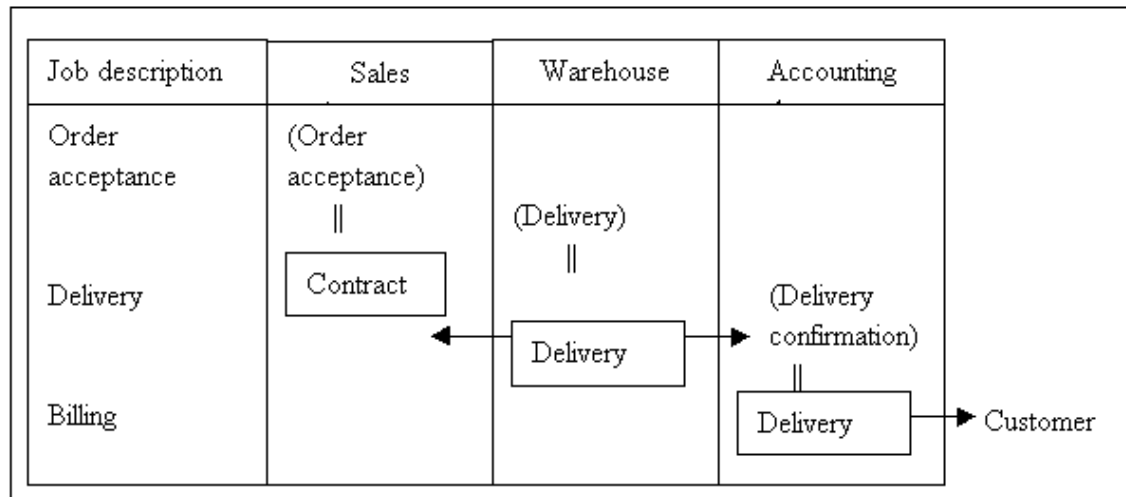 Job description Sales Warehouse Accounting
Order
acceptance
(Order
acceptance)
||
Contract
(Delivery)
||
Delivery
Delivery
(Delivery
confirmation)
||
Billing
Delivery
Customer